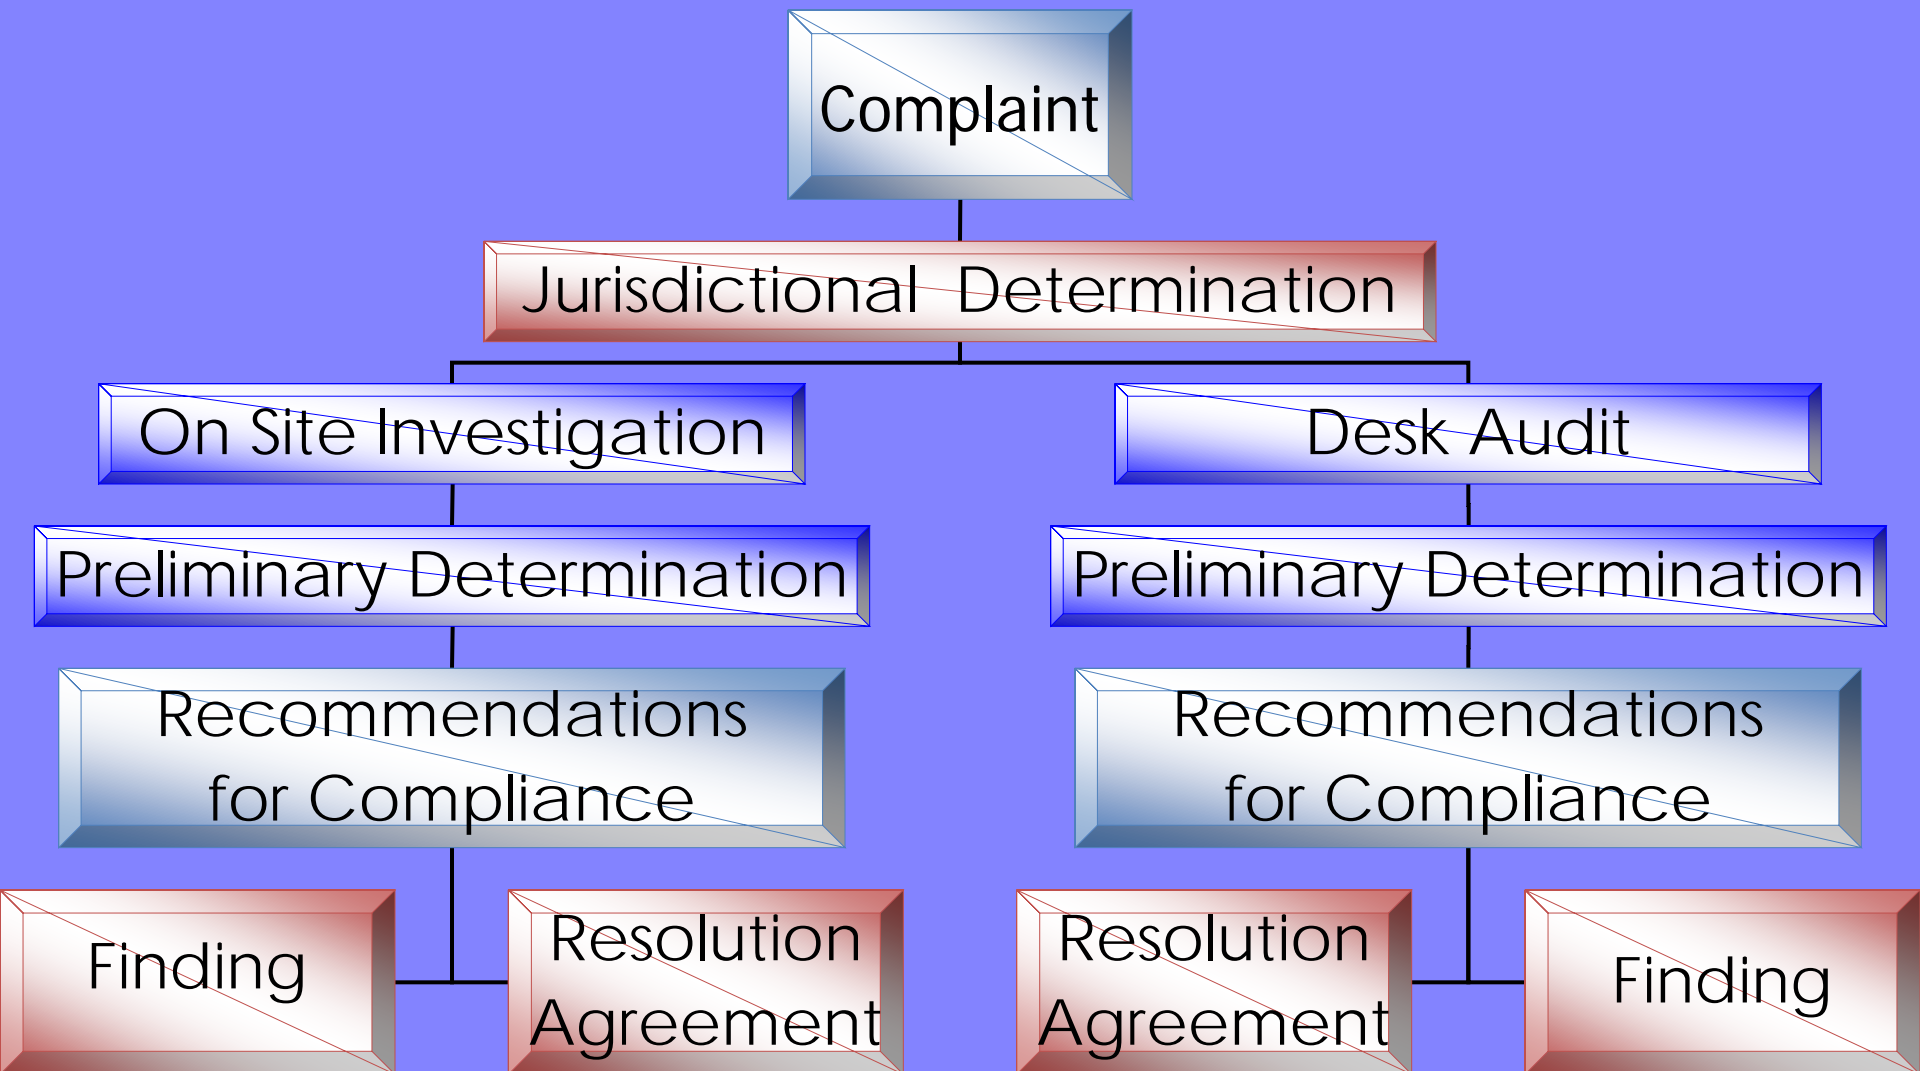 Complaint
Jurisdictional  Determination
On Site Investigation
Desk Audit
Preliminary Determination
Preliminary Determination
Recommendations
for Compliance
Recommendations
for Compliance
Finding
Resolution
Agreement
Resolution
Agreement
Finding